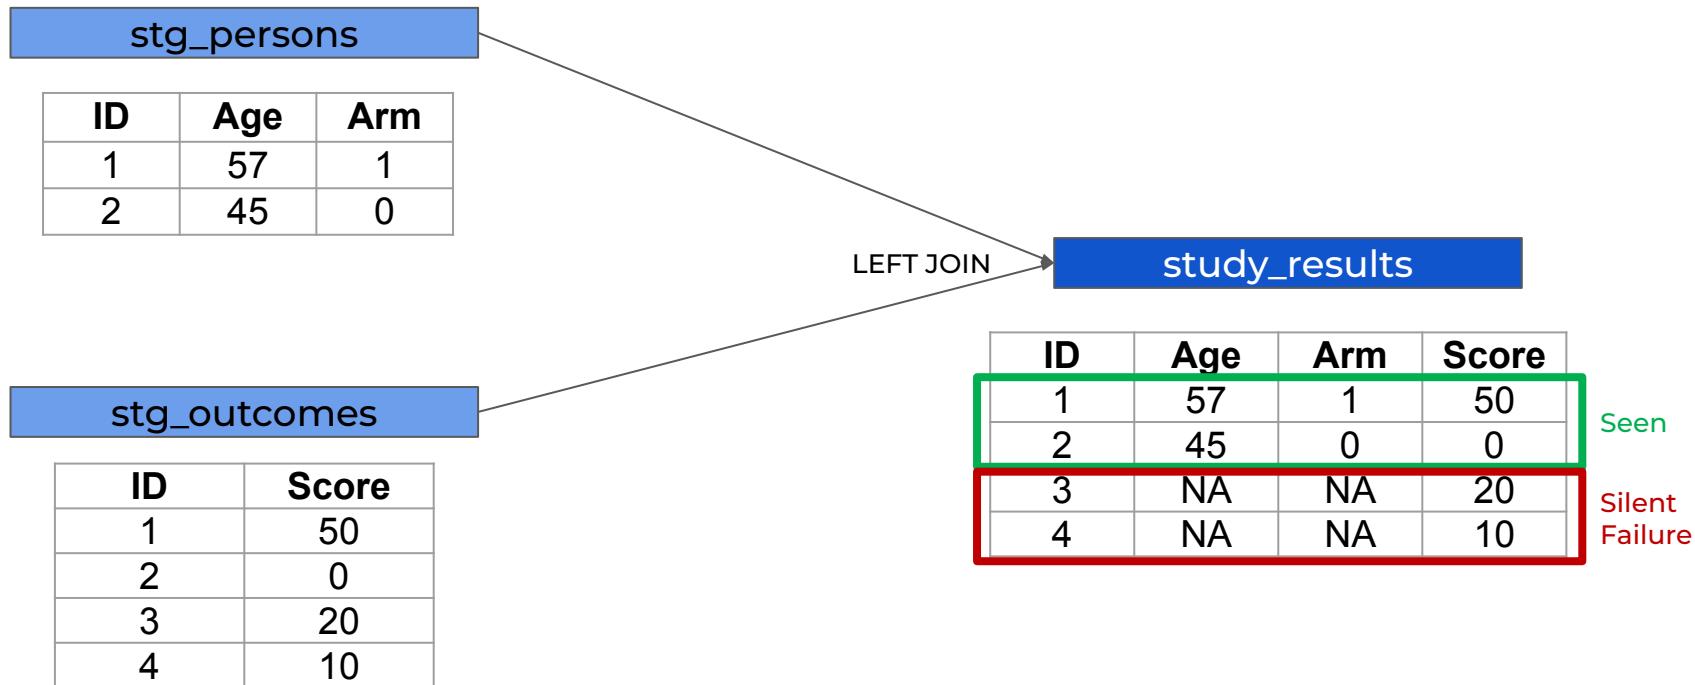 stg_persons
ID Age Arm
1 57 1
2 45 0
LEFT JOIN
study_results
ID Age Arm Score
1 57 1 50
2 45 0 0
Seen
3 NA NA 20
4 NA NA 10
Silent
Failure
stg_outcomes
ID Score
1 50
2 0
3 20
4 10